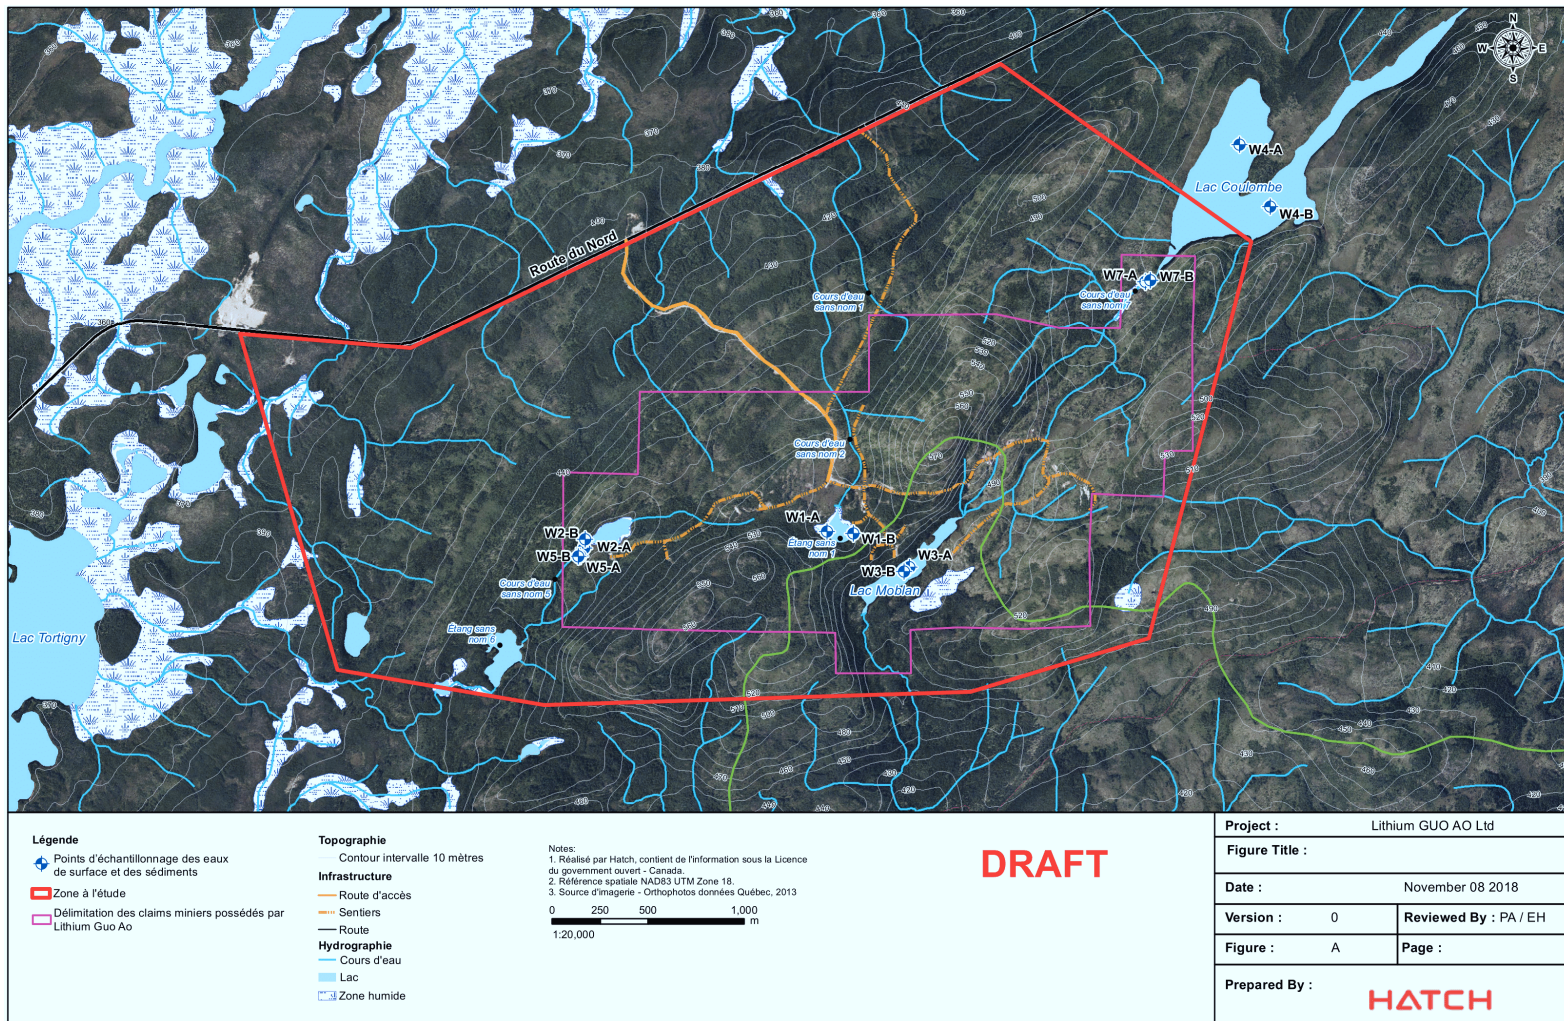 N
W
E
S
W4-A
Lac Coulombe
W4-B
Route du Nord
W7-A
W7-B
Cours d'eau
sans nom 7
Cours d'eau
sans nom 1
Cours d'eau
sans nom 2
W1-A
W1-B
Étang sans
nom 1
W2-B
W2-A
W5-B
W5-A
W3-A
W3-B
Lac Moblan
Cours d'eau
sans nom 5
Étang sans
nom 6
Lac Tortigny
Légende
Points d'échantillonnage des eaux
de surface et des sédiments
Zone à l'étude
Délimitation des claims miniers possédés par
Lithium Guo Ao
Topographie
Contour intervalle 10 mètres
Infrastructure
Route d'accès
Sentiers
Route
Hydrographie
Cours d'eau
Lac
Zone humide
Notes:
1. Réalisé par Hatch, contient de l'information sous la Licence
du government ouvert - Canada.
2. Référence spatiale NAD83 UTM Zone 18.
3. Source d'imagerie - Orthophotos données Québec, 2013
0 250 500 1,000
m
1:20,000
DRAFT
Project : Lithium GUO AO Ltd
Figure Title :
Date : November 08 2018
Version : 0 Reviewed By : PA / EH
Figure : A Page :
Prepared By :
HATCH